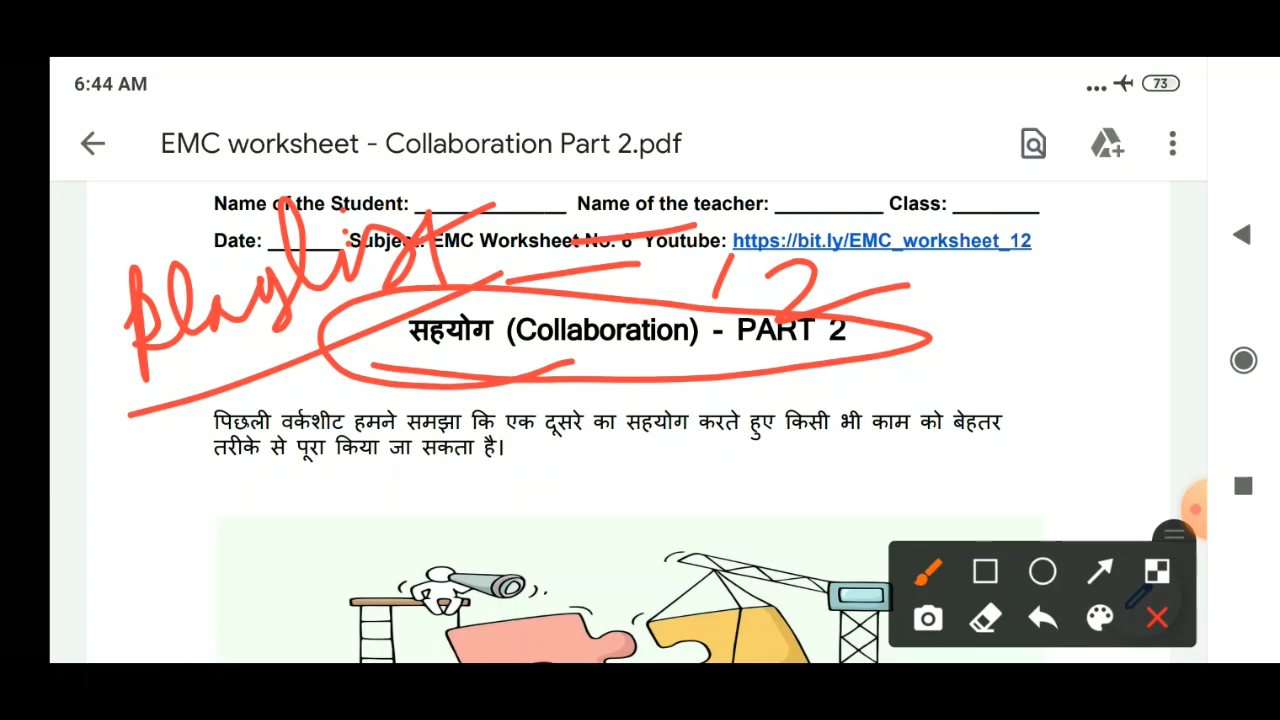 6:44 AM 73
EMC worksheet - Collaboration Part 2.pdf
Name of the Student: ______________ Name of the teacher: __________ Class: ________
Date: _______ Subject: EMC Worksheet No. 6 Youtube: https://bit.ly/EMC_worksheet_12
playlist
12
सहयोग (Collaboration) - PART 2
पिछली वर्कशीट हमने समझा कि एक दूसरे का सहयोग करते हुए किसी भी काम को बेहतर
तरीके से पूरा किया जा सकता है।